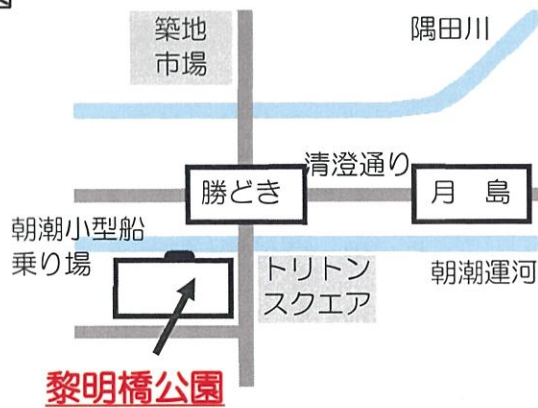 築地
市場
隅田川
清澄通り
勝どき
月 島
朝潮小型船
乗り場
トリトン
スクエア
朝潮運河
黎明橋公園